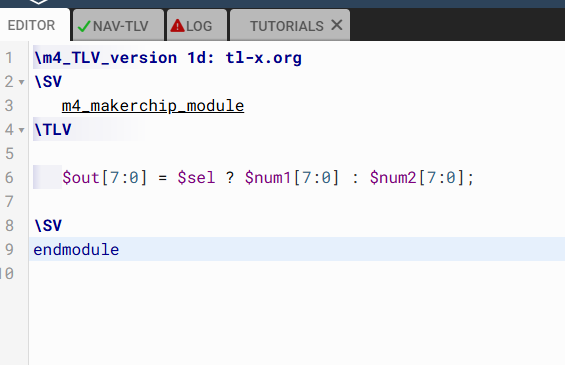 EDITOR NAV-TLV LOG TUTORIALS
1 \m4_TLV_version 1d: tl-x.org
2 \SV
3 m4_makerchip_module
4 \TLV
5
6 $out[7:0] = $sel ? $num1[7:0] : $num2[7:0];
7
8 \SV
9 endmodule
10